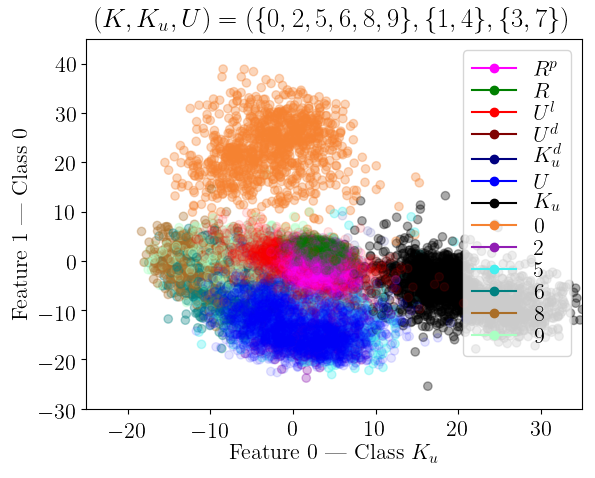 (K, K_u, U) = ({0, 2, 5, 6, 8, 9}, {1, 4}, {3, 7})
Feature 1 — Class 0
40
30
20
10
0
−10
−20
−30
−20
−10
0
10
20
30
Feature 0 — Class K_u
R^p
R
U^l
U^d
K_u^d
U
K_u
0
2
5
6
8
9